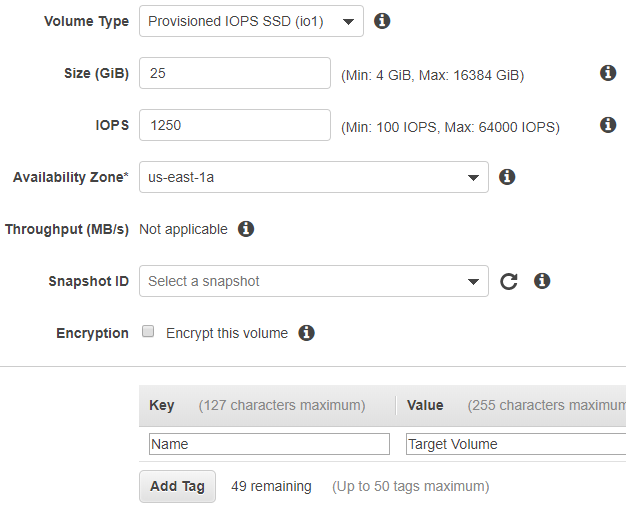 Volume Type Provisioned IOPS SSD (io1)
Size (GiB) 25 (Min: 4 GiB, Max: 16384 GiB)
IOPS 1250 (Min: 100 IOPS, Max: 64000 IOPS)
Availability Zone* us-east-1a
Throughput (MB/s) Not applicable
Snapshot ID Select a snapshot
Encryption Encrypt this volume
Key (127 characters maximum) Value (255 characters maximum
Name Target Volume
Add Tag 49 remaining (Up to 50 tags maximum)